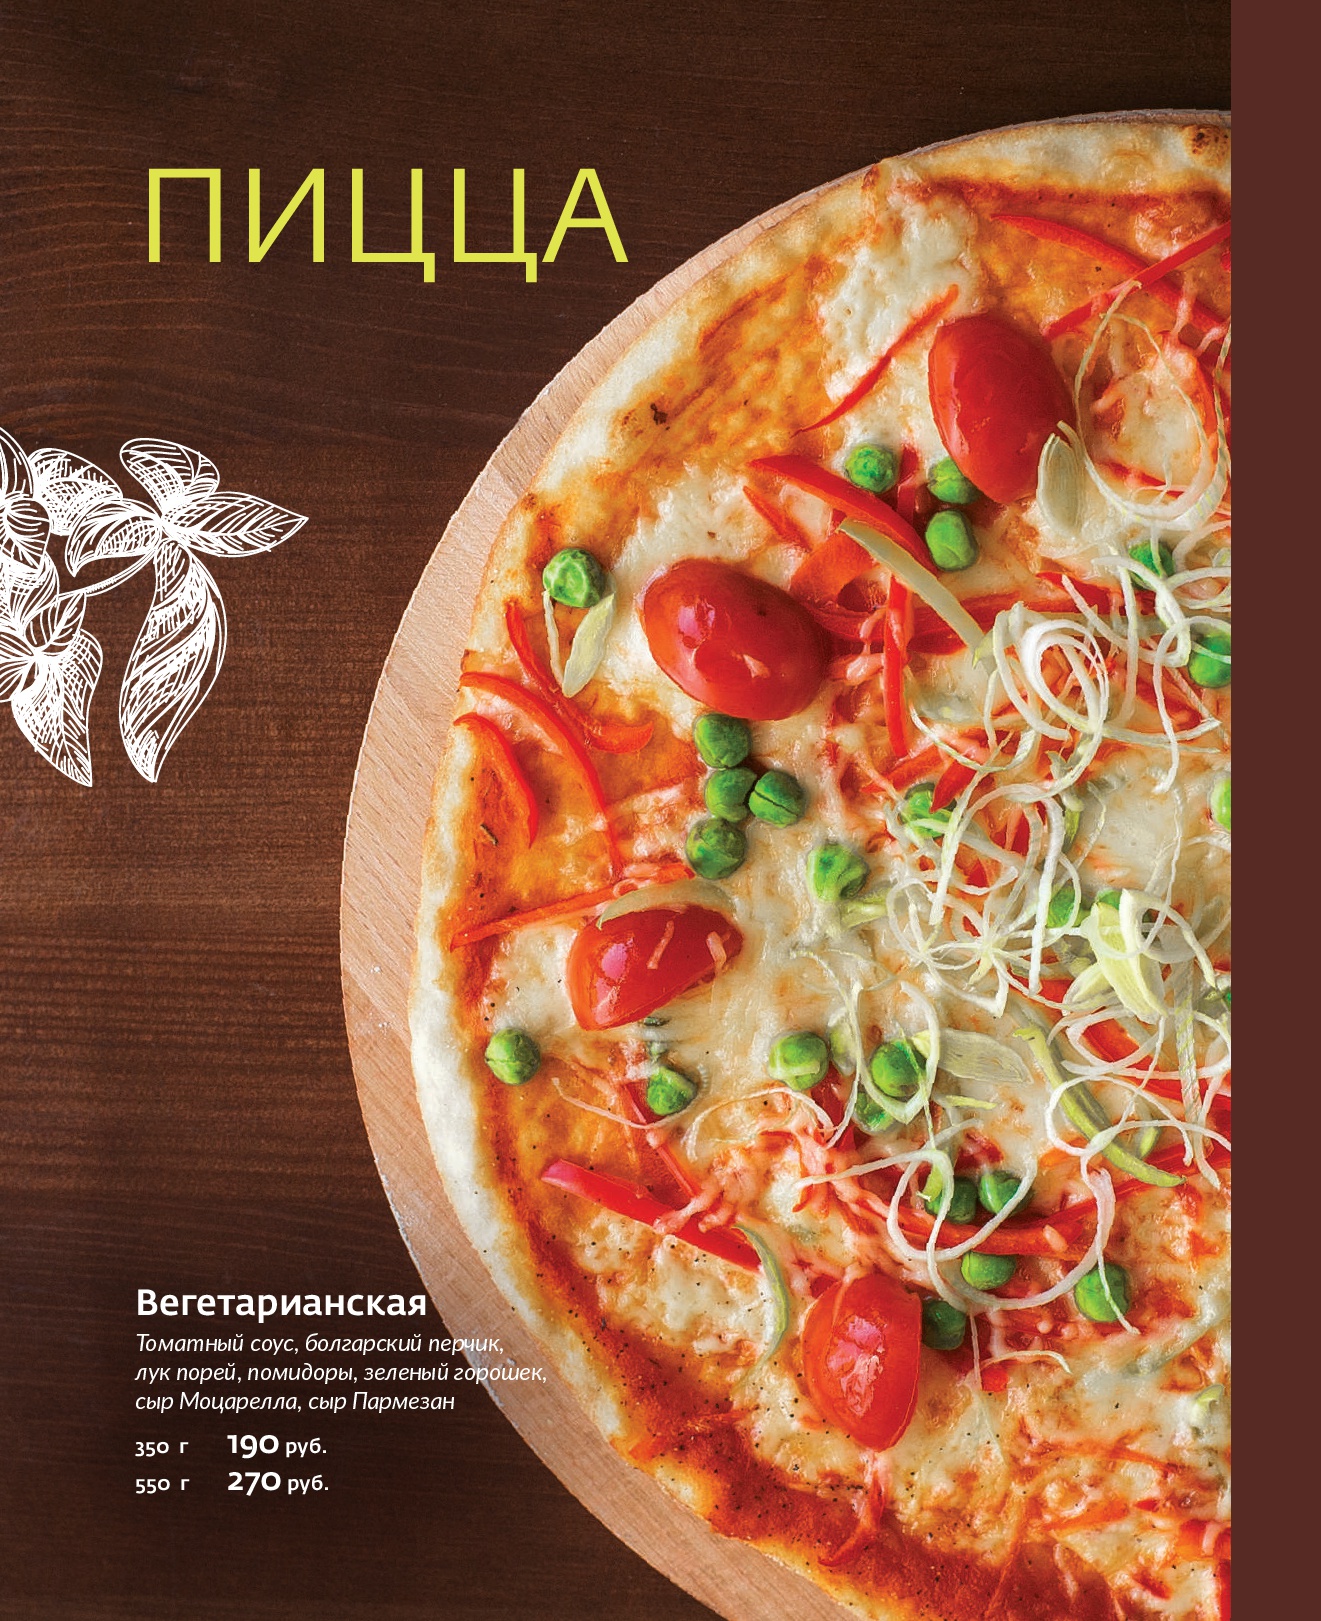 ПИЦЦА
Вегетарианская
Томатный соус, болгарский перчик,
лук порей, помидоры, зеленый горошек,
сыр Моцарелла, сыр Пармезан
350 г 190 руб.
550 г 270 руб.